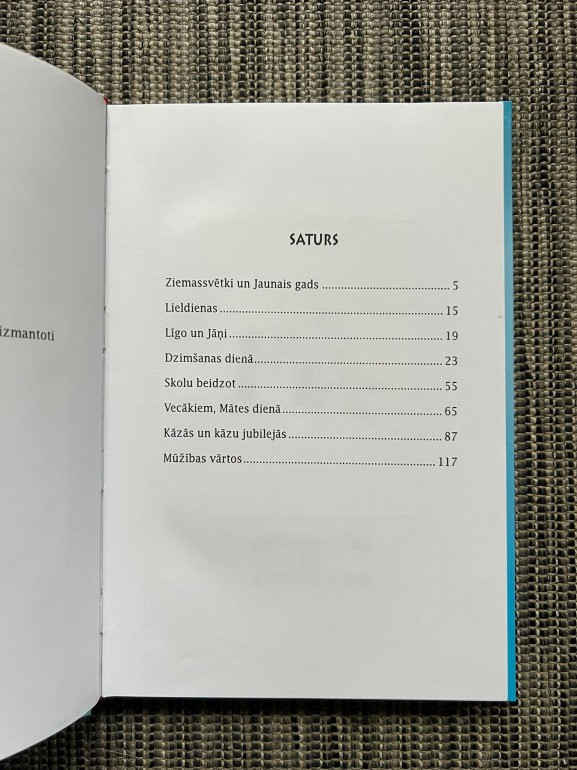 izmantoti
SATURS
Ziemassvētki un Jaunais gads ........................................ 5
Lieldienas .................................................................... 15
Līgo un Jāņi ................................................................. 19
Dzimšanas dienā.......................................................... 23
Skolu beidzot .............................................................. 55
Vecākiem, Mātes dienā................................................. 65
Kāzās un kāzu jubilejās ............................................... 87
Mūžības vārtos........................................................... 117